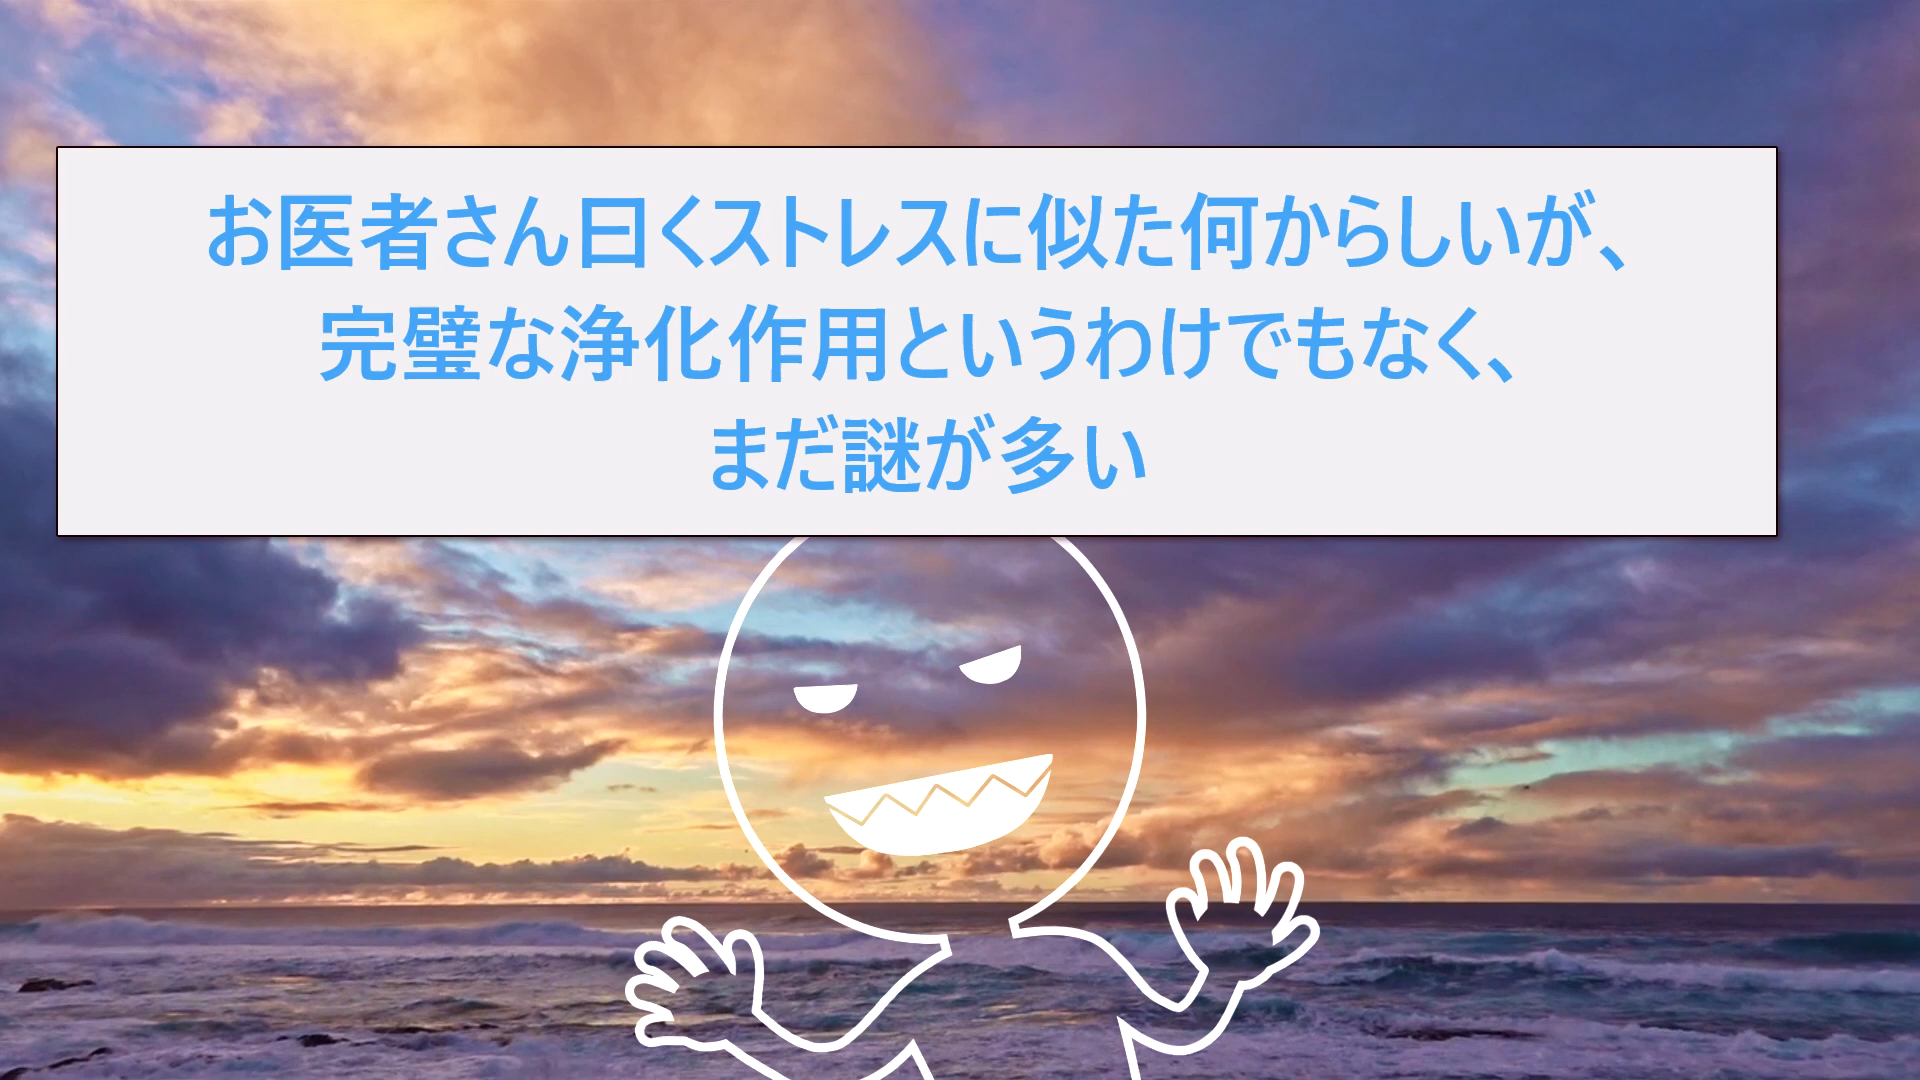 お医者さん曰くストレスに似た何からしいが、
完璧な浄化作用というわけでもなく、
まだ謎が多い